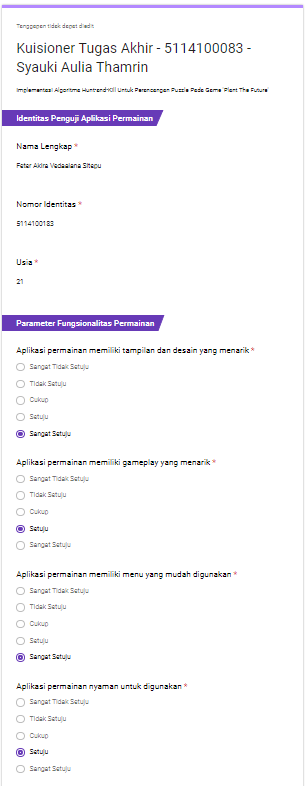 Tanggapan tidak dapat diedit
Kuisioner Tugas Akhir - 5114100083 -
Syauki Aulia Thamrin
Implementasi Algoritma Hunt-and-Kill Untuk Perancangan Puzzle Pada Game 'Plant The Future'
Identitas Penguji Aplikasi Permainan
Nama Lengkap *
Peter Akira Vedaalana Sitepu
Nomor Identitas *
5114100183
Usia *
21
Parameter Fungsionalitas Permainan
Aplikasi permainan memiliki tampilan dan desain yang menarik *
Sangat Tidak Setuju
Tidak Setuju
Cukup
Setuju
Sangat Setuju
Aplikasi permainan memiliki gameplay yang menarik *
Sangat Tidak Setuju
Tidak Setuju
Cukup
Setuju
Sangat Setuju
Aplikasi permainan memiliki menu yang mudah digunakan *
Sangat Tidak Setuju
Tidak Setuju
Cukup
Setuju
Sangat Setuju
Aplikasi permainan nyaman untuk digunakan *
Sangat Tidak Setuju
Tidak Setuju
Cukup
Setuju
Sangat Setuju